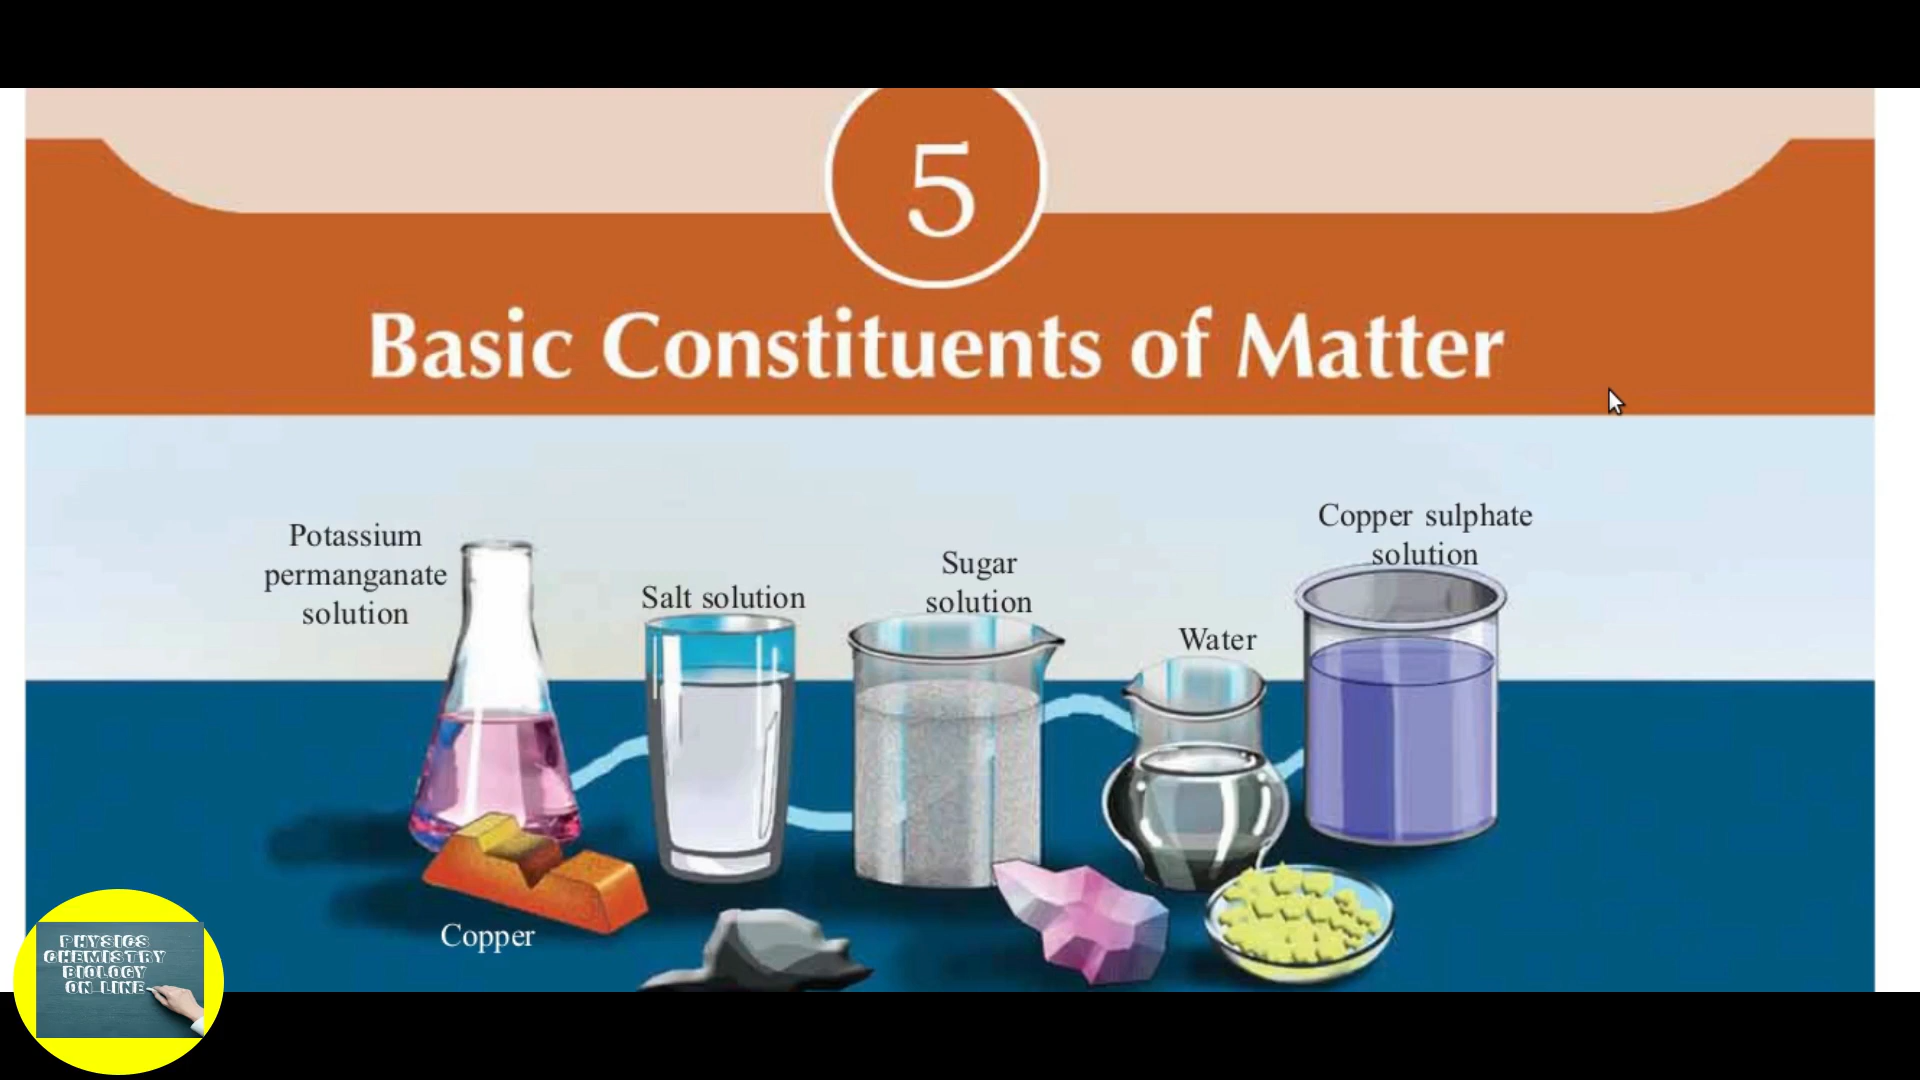 5
Basic Constituents of Matter
Potassium
permanganate
solution
Salt solution
Sugar
solution
Water
Copper sulphate
solution
Copper
PHYSICS
CHEMISTRY
BIOLOGY
ON LINE